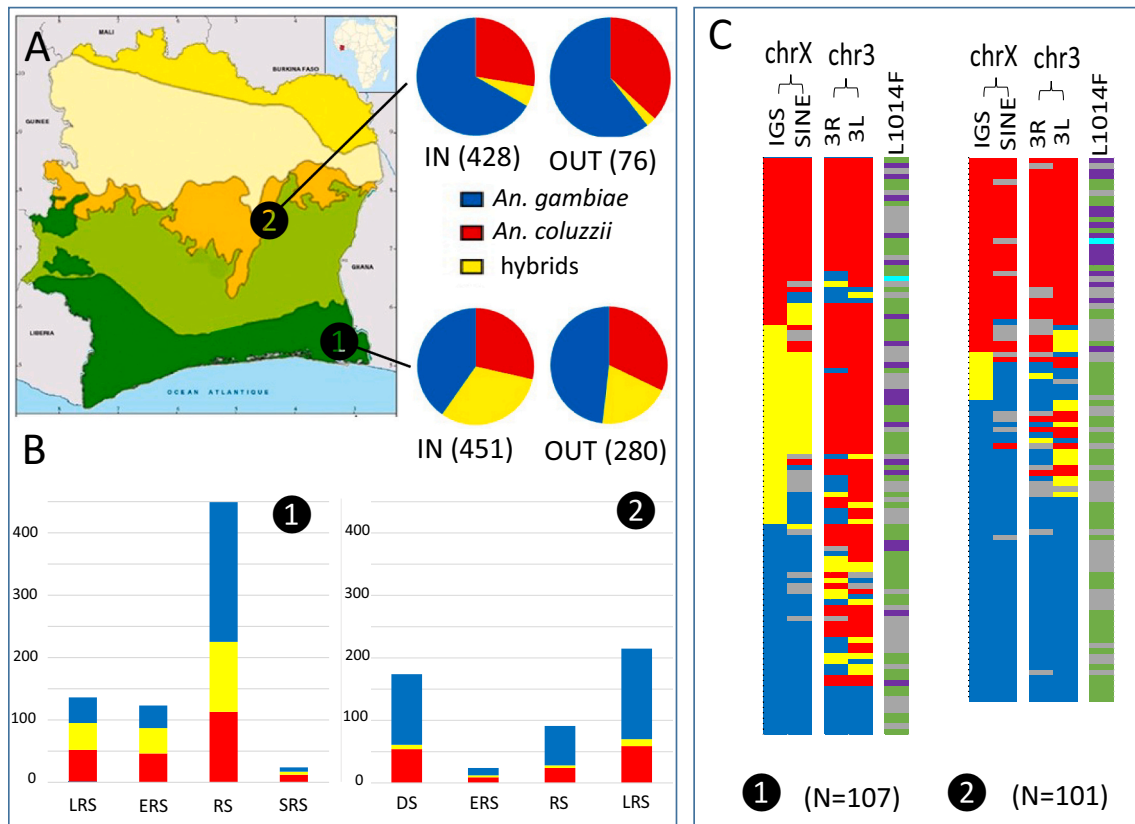 A
MALI
BURKINA FASO
GUINEE
GHANA
LIBERIA
OCEAN ATLANTIQUE
2
1
IN (428)
OUT (76)
An. gambiae
An. coluzzii
hybrids
IN (451)
OUT (280)
B
1
2
400
300
200
100
0
400
300
200
100
0
LRS
ERS
RS
SRS
DS
ERS
RS
LRS
C
chrX
chr3
IGS
SINE
3R
3L
L1014F
chrX
chr3
IGS
SINE
3R
3L
L1014F
1
(N=107)
2
(N=101)